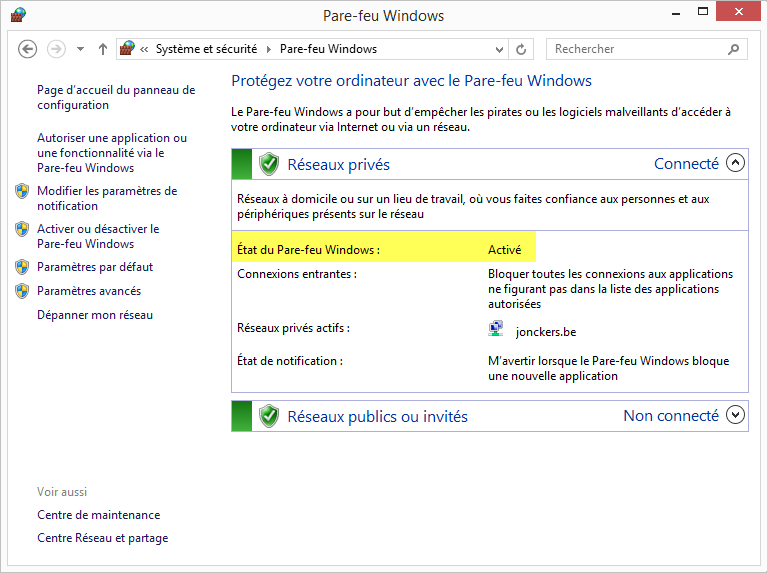 Pare-feu Windows
Système et sécurité
Pare-feu Windows
Rechercher
Page d'accueil du panneau de
configuration
Autoriser une application ou
une fonctionnalité via le
Pare-feu Windows
Modifier les paramètres de
notification
Activer ou désactiver le
Pare-feu Windows
Paramètres par défaut
Paramètres avancés
Dépanner mon réseau
Voir aussi
Centre de maintenance
Centre Réseau et partage
Protégez votre ordinateur avec le Pare-feu Windows
Le Pare-feu Windows a pour but d'empêcher les pirates ou les logiciels malveillants d'accéder à
votre ordinateur via Internet ou via un réseau.
Réseaux privés Connecté
Réseaux à domicile ou sur un lieu de travail, où vous faites confiance aux personnes et aux
périphériques présents sur le réseau
État du Pare-feu Windows : Activé
Connexions entrantes : Bloquer toutes les connexions aux applications
ne figurant pas dans la liste des applications
autorisées
Réseaux privés actifs : jonckers.be
État de notification : M'avertir lorsque le Pare-feu Windows bloque
une nouvelle application
Réseaux publics ou invités Non connecté